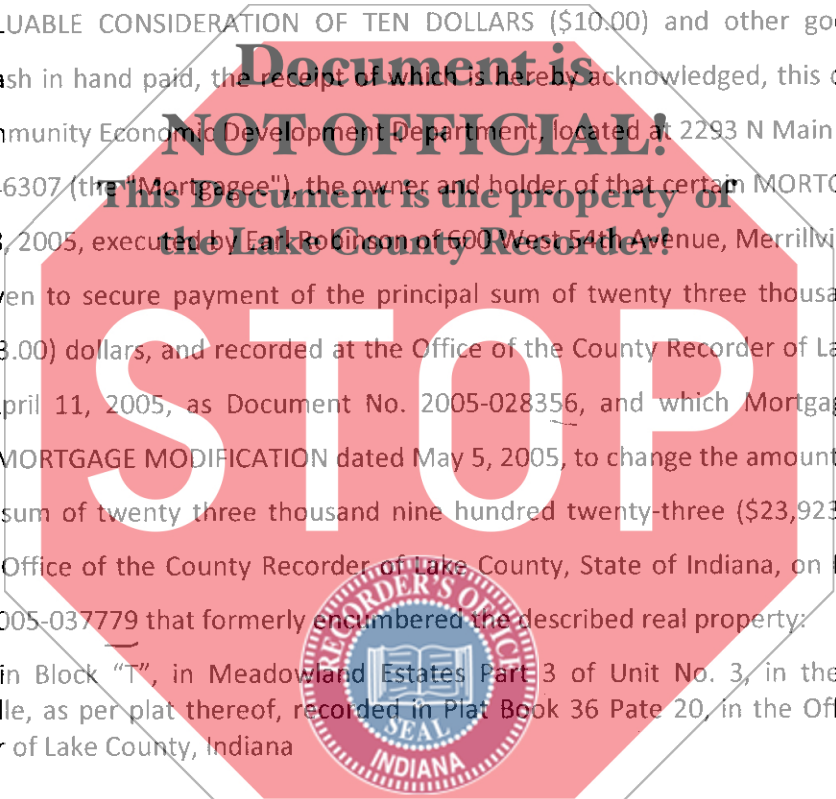 LUABLE CONSIDERATION OF TEN DOLLARS ($10.00) and other goo
Document is
ash in hand paid, the receipt of which is hereby acknowledged, this d
NOT OFFICIAL!
mmunity Economic Development Department, located at 2293 N Main
This Document is the property of
46307 (the "Mortgagee"), the owner and holder of that certain MORTG
the Lake County Recorder!
, 2005, executed by Earl Robinson of 600 West 54th Avenue, Merrillvi
ven to secure payment of the principal sum of twenty three thousa
STOP
3.00) dollars, and recorded at the Office of the County Recorder of La
pril 11, 2005, as Document No. 2005-028356, and which Mortgag
MORTGAGE MODIFICATION dated May 5, 2005, to change the amount
sum of twenty three thousand nine hundred twenty-three ($23,923
Office of the County Recorder of Lake County, State of Indiana, on
005-037779 that formerly encumbered the described real property:
RECORDER'S OFFICE
in Block "T", in Meadowland Estates Part 3 of Unit No. 3, in the
le, as per plat thereof, recorded in Plat Book 36 Pate 20, in the Off
SEAL
r of Lake County, Indiana
INDIANA